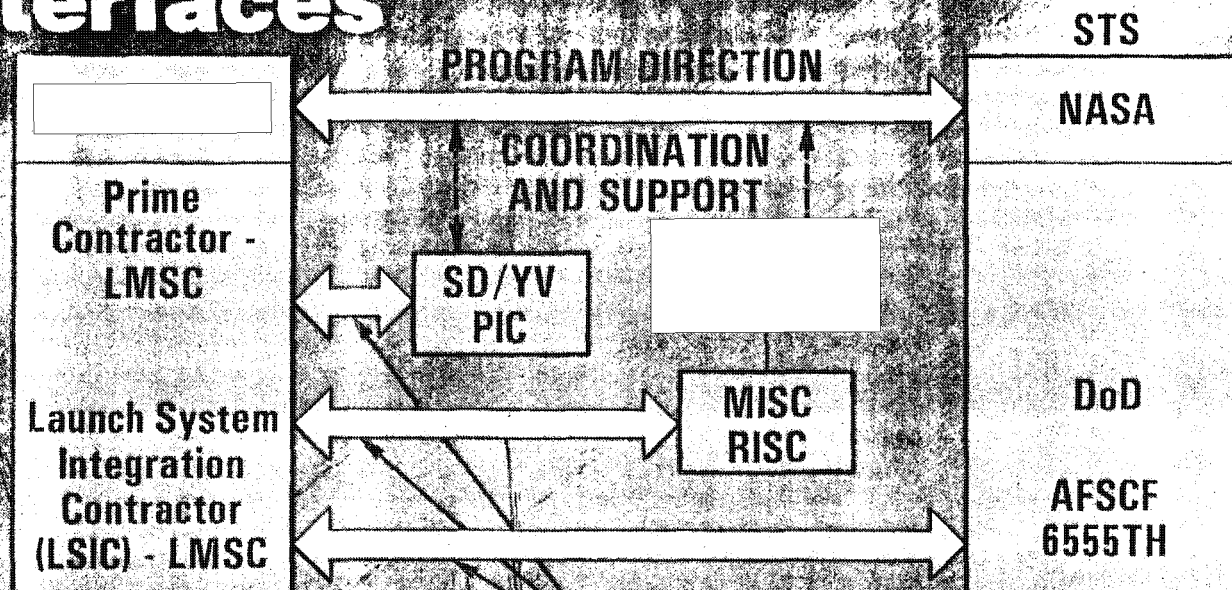 terfaces
STS
PROGRAM DIRECTION
NASA
COORDINATION
AND SUPPORT
Prime
Contractor -
LMSC
SD/YV
PIC
MISC
RISC
DoD
Launch System
Integration
Contractor
(LSIC) - LMSC
AFSCF
6555TH